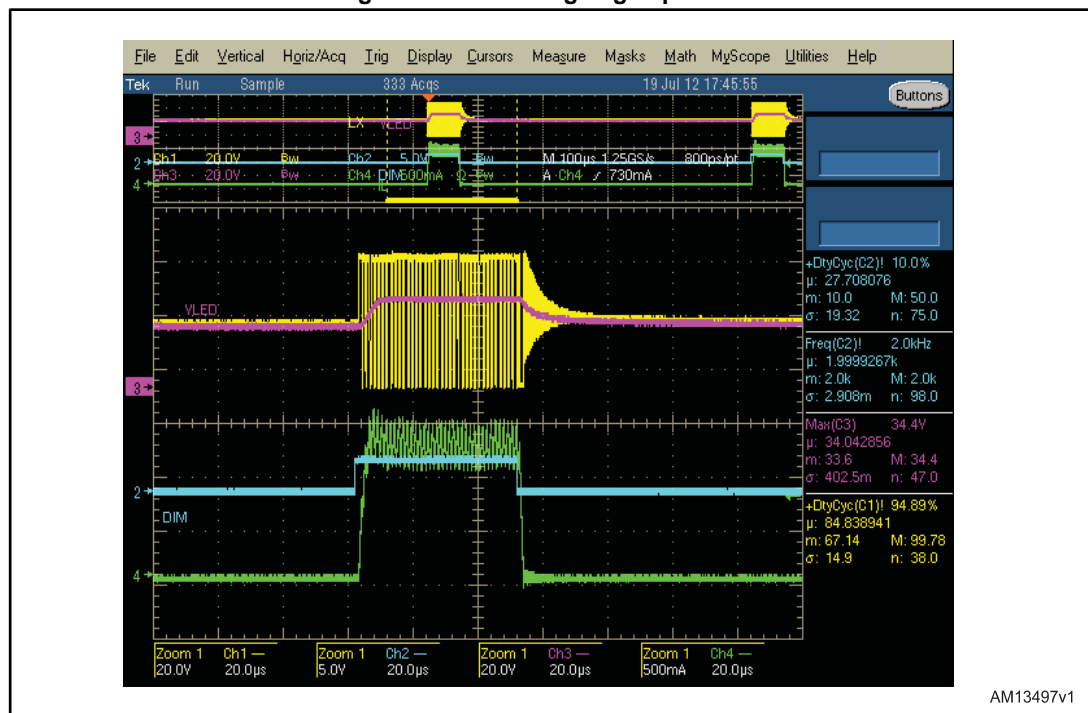 File Edit Vertical Horiz/Acq Trig Display Cursors Measure Masks Math MyScope Utilities Help
Tek Run Sample 333 Acqs 19 Jul 12 17:45:55
Buttons
LX VLED
3
2 Ch1 20.0V Bw Ch2 5.0V Bw M 100µs 1.25GS/s 800ps/pt
Ch3 20.0V Bw Ch4 500mA Ω Bw A Ch4 730mA
DIM
4
+DtyCyc(C2)! 10.0%
µ: 27.708076
m: 10.0 M: 50.0
σ: 19.32 n: 75.0
VLED
Freq(C2)! 2.0kHz
µ: 1.9999267k
m: 2.0k M: 2.0k
σ: 2.908m n: 98.0
3
Max(C3) 34.4V
µ: 34.042856
m: 33.6 M: 34.4
σ: 402.5m n: 47.0
2
DIM
+DtyCyc(C1)! 94.89%
µ: 84.838941
m: 67.14 M: 99.78
σ: 14.9 n: 38.0
4
Zoom 1 Ch1 — Zoom 1 Ch2 — Zoom 1 Ch3 — Zoom 1 Ch4 —
20.0V 20.0µs 5.0V 20.0µs 20.0V 20.0µs 500mA 20.0µs
AM13497v1